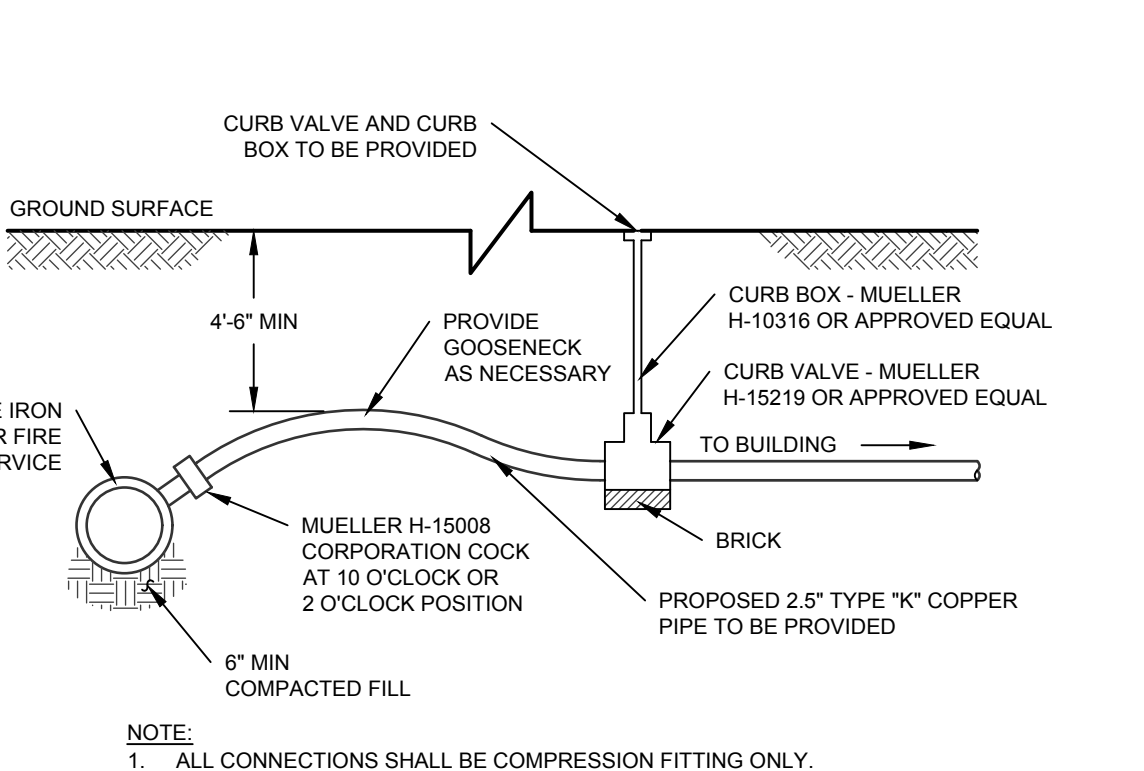 CURB VALVE AND CURB
BOX TO BE PROVIDED
GROUND SURFACE
4'-6" MIN
PROVIDE
GOOSENECK
AS NECESSARY
CURB BOX - MUELLER
H-10316 OR APPROVED EQUAL
CURB VALVE - MUELLER
H-15219 OR APPROVED EQUAL
IRON
FIRE
TO BUILDING
MUELLER H-15008
CORPORATION COCK
AT 10 O'CLOCK OR
2 O'CLOCK POSITION
BRICK
PROPOSED 2.5" TYPE "K" COPPER
PIPE TO BE PROVIDED
6" MIN
COMPACTED FILL
NOTE:
1. ALL CONNECTIONS SHALL BE COMPRESSION FITTING ONLY.